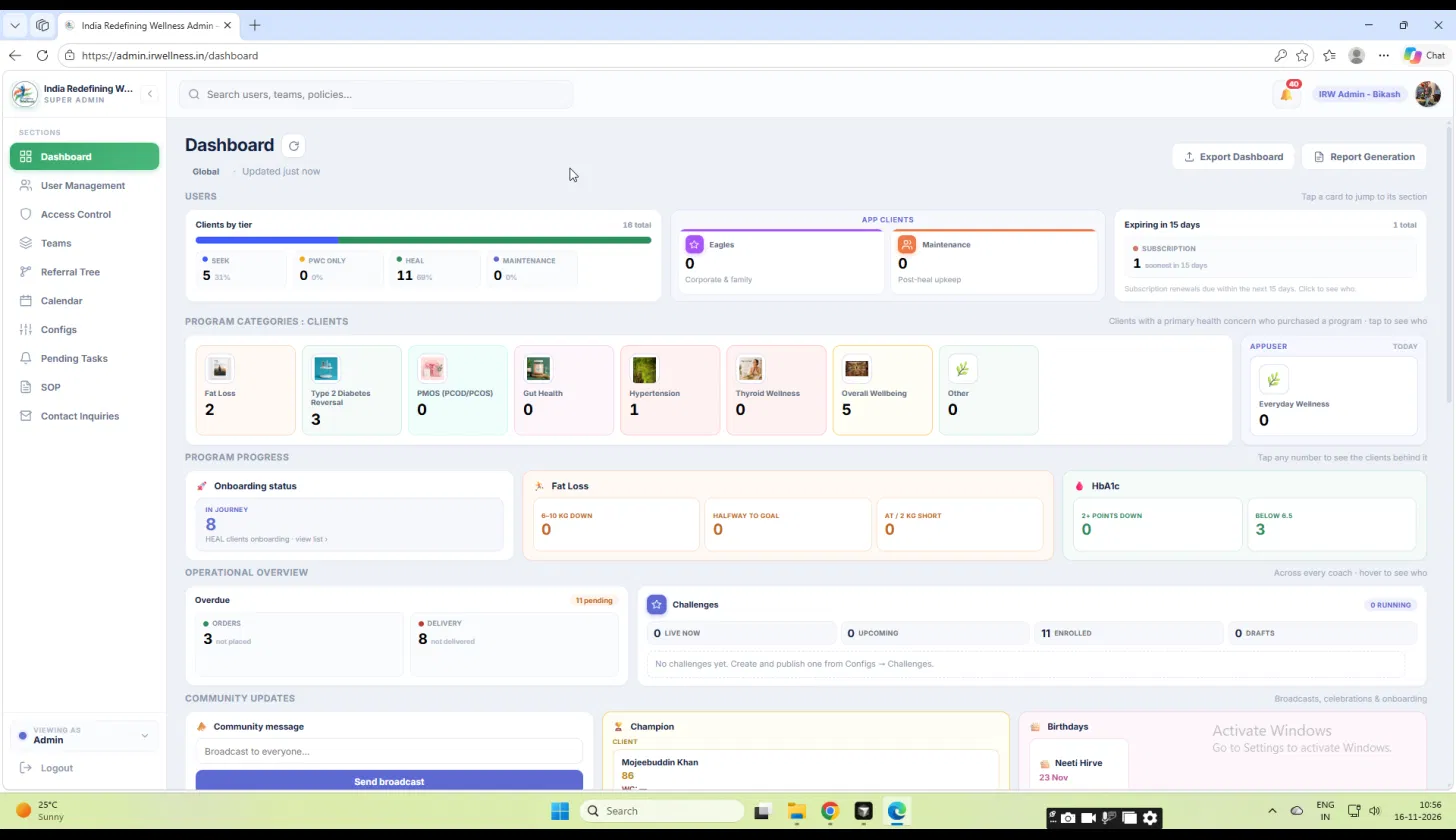 India Redefining Wellness Admin -
https://admin.irwellness.in/dashboard
Chat
India Redefining W...
SUPER ADMIN
Search users, teams, policies...
40
IRW Admin - Bikash
SECTIONS
Dashboard
User Management
Access Control
Teams
Referral Tree
Calendar
Configs
Pending Tasks
SOP
Contact Inquiries
VIEWING AS
Admin
Logout
Dashboard
Global · Updated just now
Export Dashboard
Report Generation
USERS
Tap a card to jump to its section
Clients by tier
16 total
SEEK
5 31%
PWC ONLY
0 0%
HEAL
11 69%
MAINTENANCE
0 0%
APP CLIENTS
Eagles
0
Corporate & family
Maintenance
0
Post-heal upkeep
Expiring in 15 days
1 total
SUBSCRIPTION
1 soonest in 15 days
Subscription renewals due within the next 15 days. Click to see who.
PROGRAM CATEGORIES : CLIENTS
Clients with a primary health concern who purchased a program · tap to see who
Fat Loss
2
Type 2 Diabetes
Reversal
3
PMOS (PCOD/PCOS)
0
Gut Health
0
Hypertension
1
Thyroid Wellness
0
Overall Wellbeing
5
Other
0
APPUSER
TODAY
Everyday Wellness
0
PROGRAM PROGRESS
Tap any number to see the clients behind it
Onboarding status
IN JOURNEY
8
HEAL clients onboarding · view list ›
Fat Loss
6–10 KG DOWN
0
HALFWAY TO GOAL
0
AT / 2 KG SHORT
0
HbA1c
2+ POINTS DOWN
0
BELOW 6.5
3
OPERATIONAL OVERVIEW
Across every coach · hover to see who
Overdue
11 pending
ORDERS
3 not placed
DELIVERY
8 not delivered
Challenges
0 RUNNING
0 LIVE NOW
0 UPCOMING
11 ENROLLED
0 DRAFTS
No challenges yet. Create and publish one from Configs → Challenges.
COMMUNITY UPDATES
Broadcasts, celebrations & onboarding
Community message
Broadcast to everyone...
Send broadcast
Champion
CLIENT
Mojeebuddin Khan
86
Birthdays
Neeti Hirve
23 Nov
Activate Windows
Go to Settings to activate Windows.
25°C
Sunny
Search
ENG
IN
10:56
16-11-2026